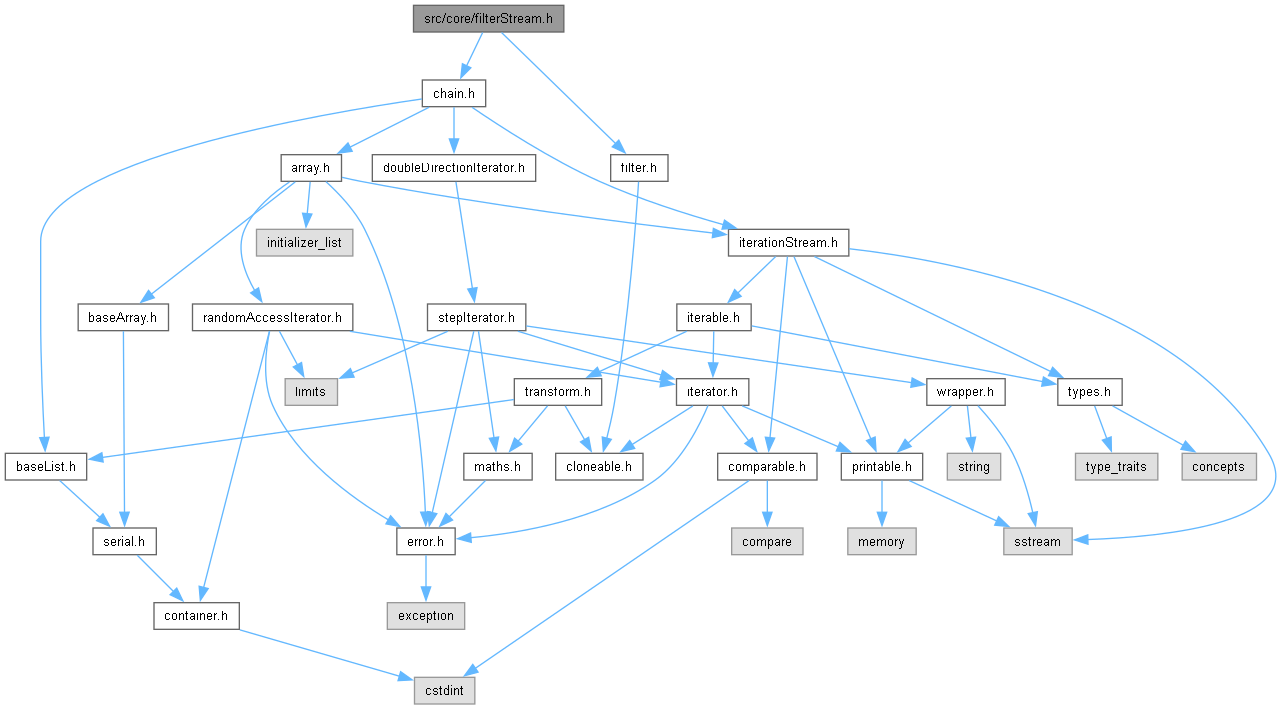 src/core/filterStream.h
chain.h
array.h
doubleDirectionIterator.h
filter.h
initializer_list
iterationStream.h
baseArray.h
randomAccessIterator.h
stepIterator.h
iterable.h
limits
transform.h
iterator.h
wrapper.h
types.h
baseList.h
maths.h
cloneable.h
comparable.h
printable.h
string
type_traits
concepts
serial.h
error.h
compare
memory
sstream
container.h
exception
cstdint